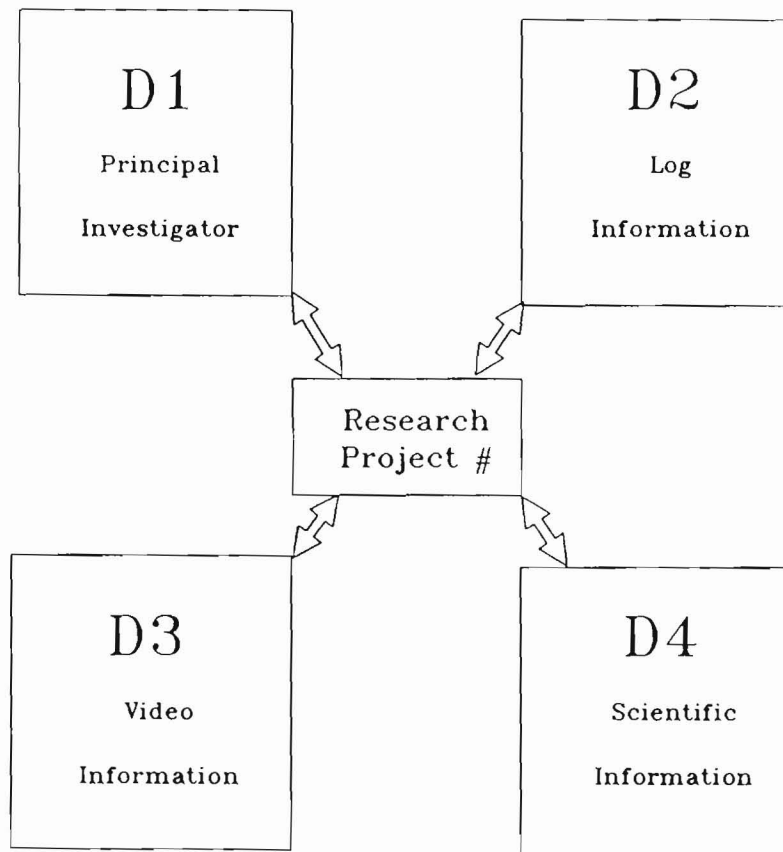 D1
Principal
Investigator
D2
Log
Information
Research
Project #
D3
Video
Information
D4
Scientific
Information